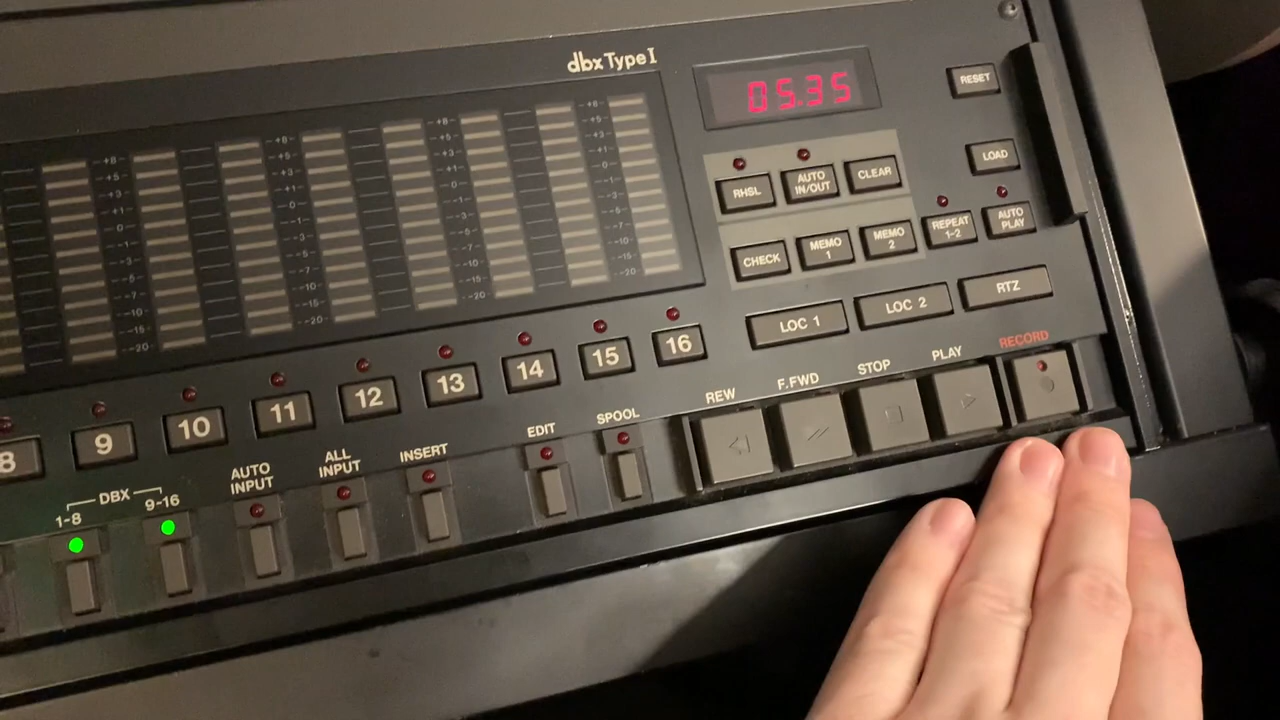 dbx Type I
05.35
RESET
LOAD
RHSL
AUTO IN/OUT
CLEAR
CHECK
MEMO 1
MEMO 2
REPEAT 1-2
AUTO PLAY
LOC 1
LOC 2
RTZ
+8
+5
+3
+1
0
-1
-3
-5
-7
-10
-15
-20
8
9
10
11
12
13
14
15
16
REW
F.FWD
STOP
PLAY
RECORD
DBX
1-8
9-16
AUTO INPUT
ALL INPUT
INSERT
EDIT
SPOOL